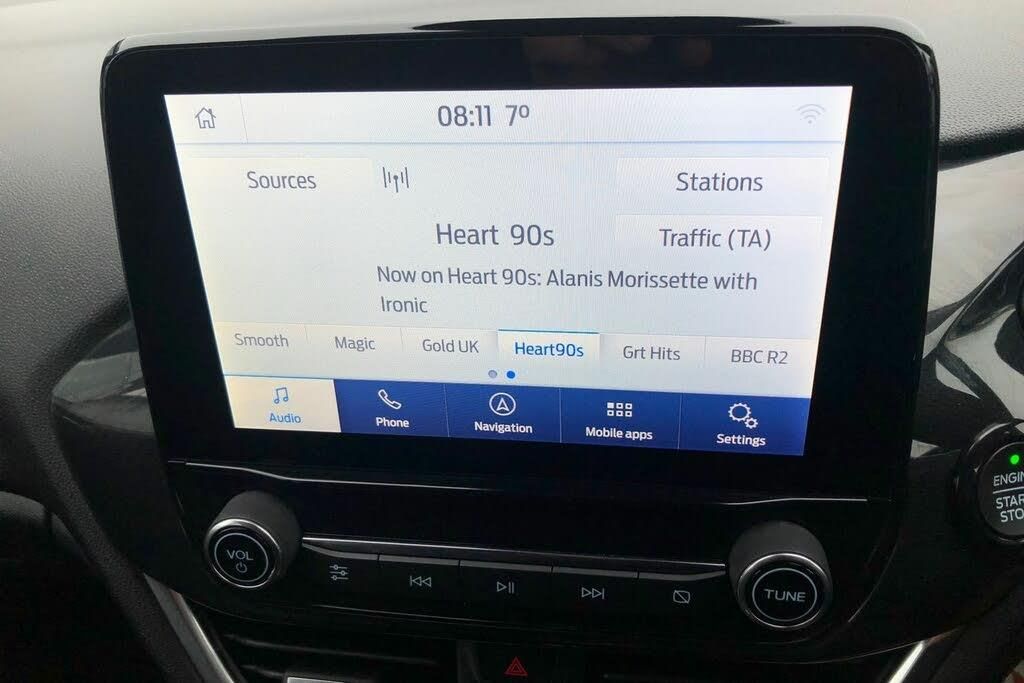 08:11 7º
Sources
Stations
Heart 90s
Traffic (TA)
Now on Heart 90s: Alanis Morissette with
Ironic
Smooth
Magic
Gold UK
Heart90s
Grt Hits
BBC R2
Audio
Phone
Navigation
Mobile apps
Settings
VOL
TUNE
ENGIN
STAR
STO